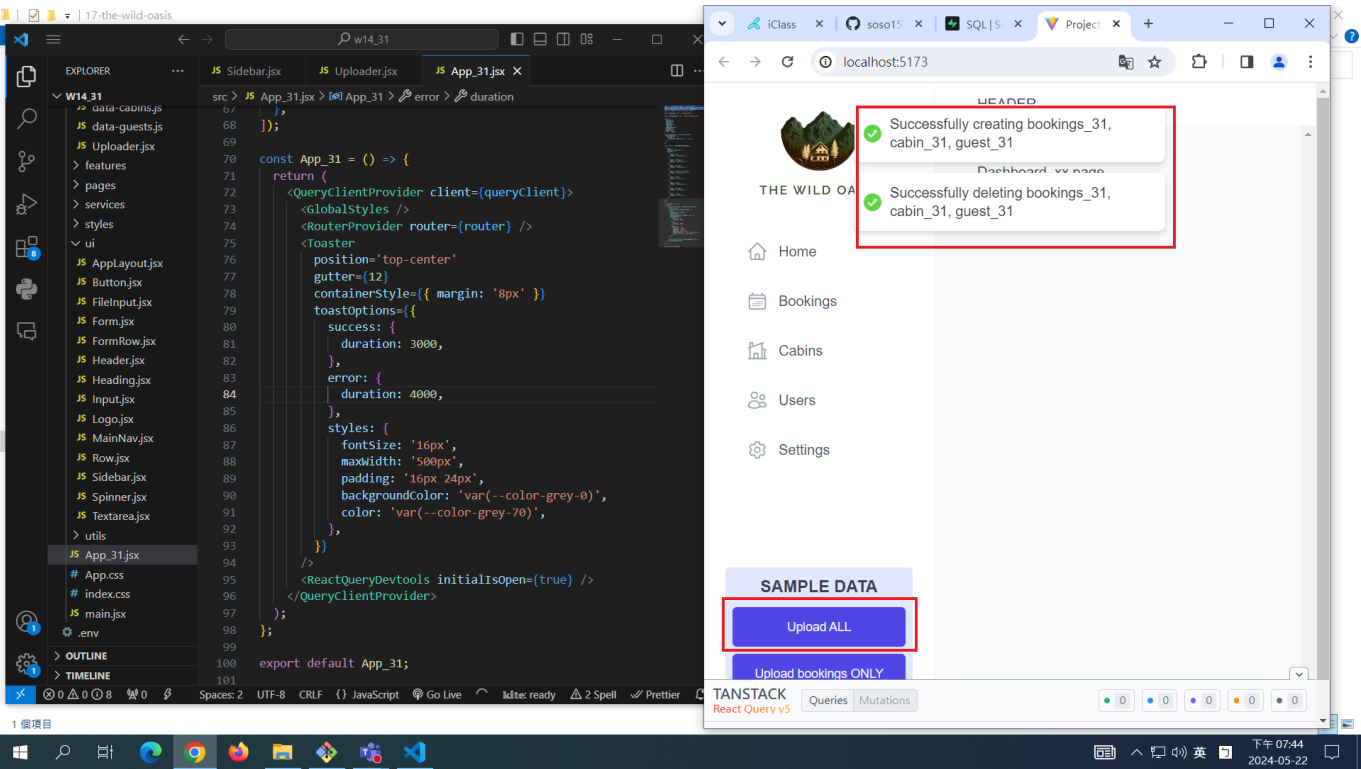 17-the-wild-oasis
w14_31
EXPLORER
W14_31
data-cabins.js
data-guests.js
Uploader.jsx
features
pages
services
styles
ui
AppLayout.jsx
Button.jsx
FileInput.jsx
Form.jsx
FormRow.jsx
Header.jsx
Heading.jsx
Input.jsx
Logo.jsx
MainNav.jsx
Row.jsx
Sidebar.jsx
Spinner.jsx
Textarea.jsx
utils
App_31.jsx
App.css
index.css
main.jsx
.env
OUTLINE
TIMELINE
Sidebar.jsx
Uploader.jsx
App_31.jsx
src > App_31.jsx > App_31 > error > duration
67 },
68 ]);
69
70 const App_31 = () => {
71 return (
72 <QueryClientProvider client={queryClient}>
73 <GlobalStyles />
74 <RouterProvider router={router} />
75 <Toaster
76 position='top-center'
77 gutter={12}
78 containerStyle={{ margin: '8px' }}
79 toastOptions={{
80 success: {
81 duration: 3000,
82 },
83 error: {
84 duration: 4000,
85 },
86 styles: {
87 fontSize: '16px',
88 maxWidth: '500px',
89 padding: '16px 24px',
90 backgroundColor: 'var(--color-grey-0)',
91 color: 'var(--color-grey-70)',
92 },
93 }}
94 />
95 <ReactQueryDevtools initialIsOpen={true} />
96 </QueryClientProvider>
97 );
98 };
99
100 export default App_31;
101
0 0 8 0 Spaces: 2 UTF-8 CRLF {} JavaScript Go Live kite: ready 2 Spell Prettier
1 個項目
iClass
soso15
SQL | S
Project
localhost:5173
HEADER
Successfully creating bookings_31,
cabin_31, guest_31
Dashboard_xx page
Successfully deleting bookings_31,
cabin_31, guest_31
THE WILD OA
Home
Bookings
Cabins
Users
Settings
SAMPLE DATA
Upload ALL
Upload bookings ONLY
TANSTACK
React Query v5
Queries
Mutations
0 0 0 0 0
英
下午 07:44
2024-05-22